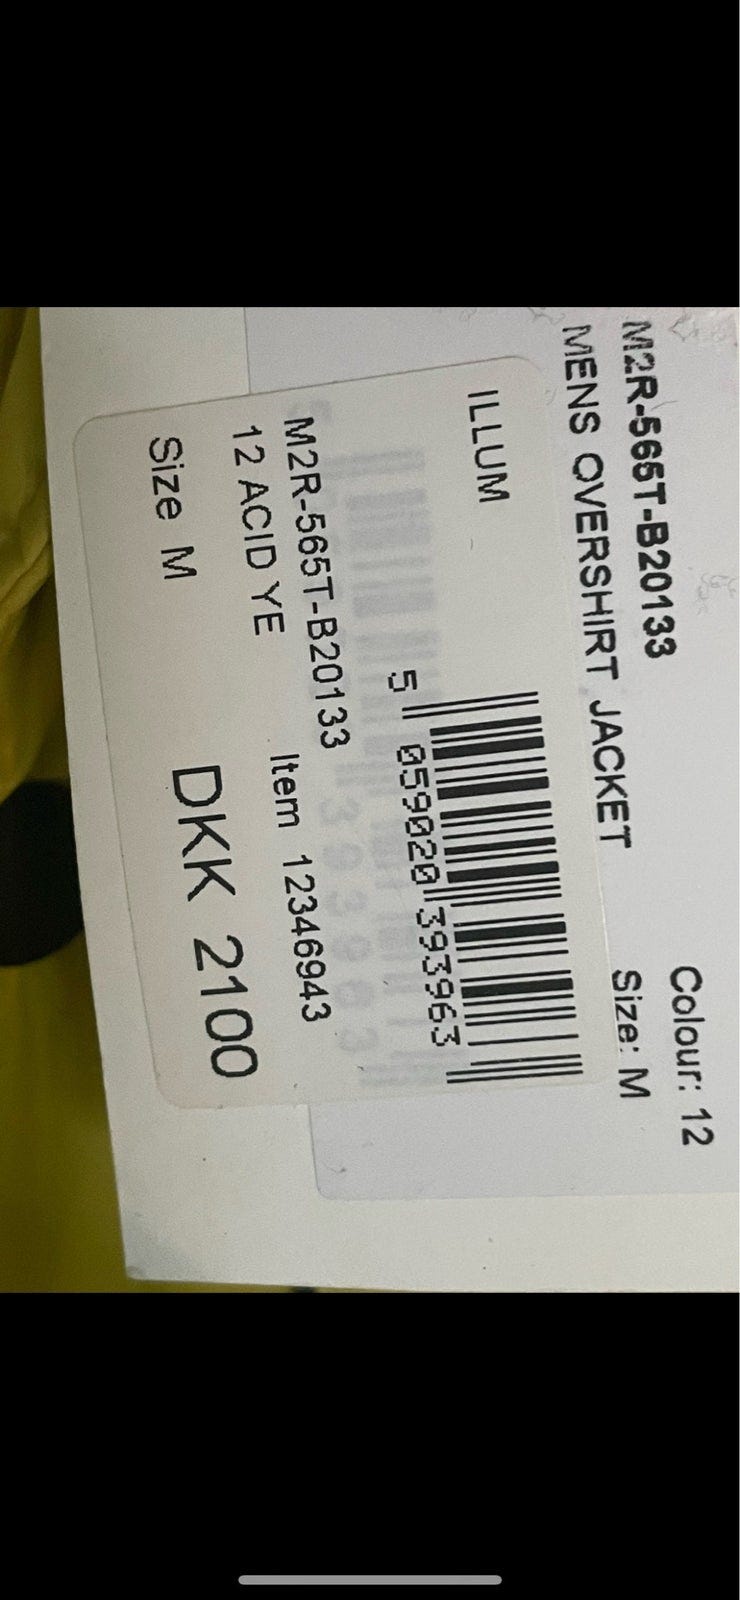 M2R-565T-B20133
Colour: 12
MENS OVERSHIRT JACKET
Size: M
ILLUM
5 059020 393963
M2R-565T-B20133
12 ACID YE
Item 12346943
Size M
DKK 2100